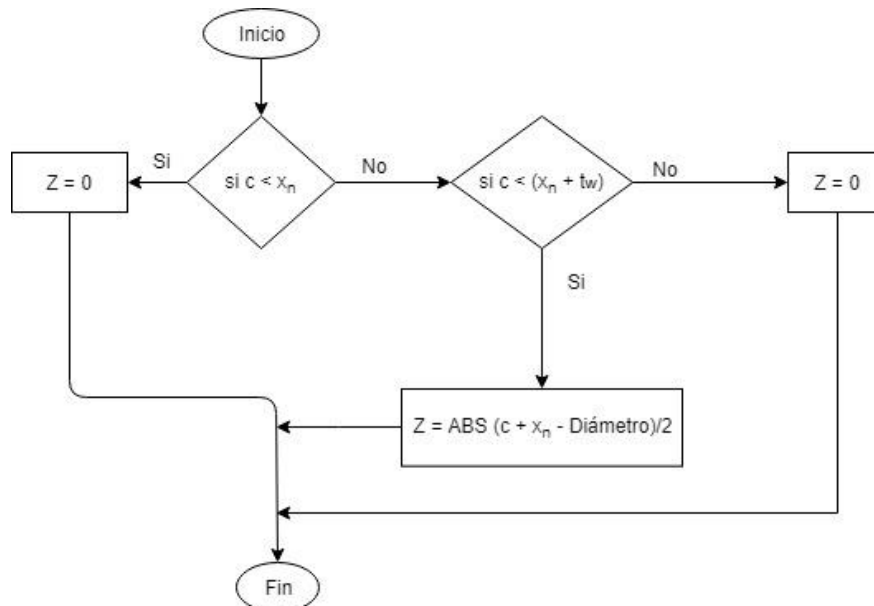 Inicio
Si
No
No
Z = 0
si c < xₙ
si c < (xₙ + tw)
Z = 0
Si
Z = ABS (c + xₙ - Diámetro)/2
Fin